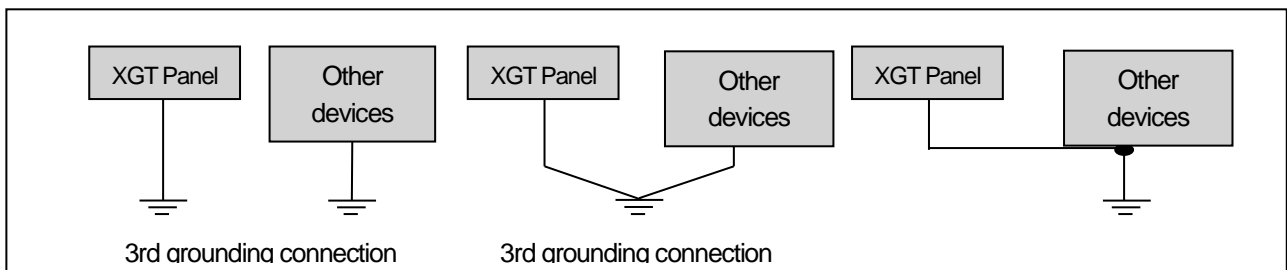 XGT Panel
Other
devices
XGT Panel
Other
devices
XGT Panel
Other
devices
3rd grounding connection
3rd grounding connection